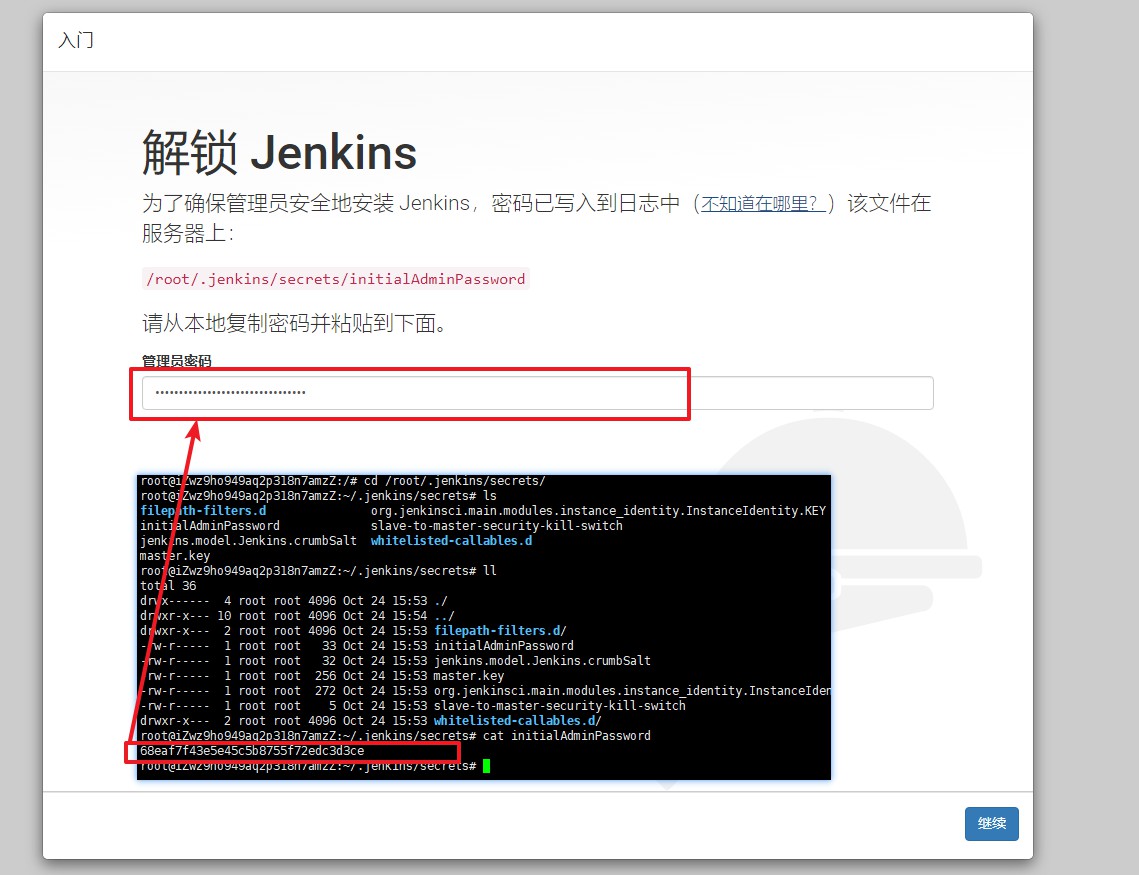 入门
解锁 Jenkins
为了确保管理员安全地安装 Jenkins，密码已写入到日志中（不知道在哪里？）该文件在
服务器上：
/root/.jenkins/secrets/initialAdminPassword
请从本地复制密码并粘贴到下面。
管理员密码
root@iZwz9ho949aq2p318n7amzZ:/# cd /root/.jenkins/secrets/
root@iZwz9ho949aq2p318n7amzZ:~/.jenkins/secrets# ls
filepath-filters.d org.jenkinsci.main.modules.instance_identity.InstanceIdentity.KEY
initialAdminPassword slave-to-master-security-kill-switch
jenkins.model.Jenkins.crumbSalt whitelisted-callables.d
master.key
root@iZwz9ho949aq2p318n7amzZ:~/.jenkins/secrets# ll
total 36
drwx------ 4 root root 4096 Oct 24 15:53 ./
drwxr-x--- 10 root root 4096 Oct 24 15:54 ../
drwxr-x--- 2 root root 4096 Oct 24 15:53 filepath-filters.d/
-rw-r----- 1 root root 33 Oct 24 15:53 initialAdminPassword
-rw-r----- 1 root root 32 Oct 24 15:53 jenkins.model.Jenkins.crumbSalt
-rw-r----- 1 root root 256 Oct 24 15:53 master.key
-rw-r----- 1 root root 272 Oct 24 15:53 org.jenkinsci.main.modules.instance_identity.InstanceIden
-rw-r----- 1 root root 5 Oct 24 15:53 slave-to-master-security-kill-switch
drwxr-x--- 2 root root 4096 Oct 24 15:53 whitelisted-callables.d/
root@iZwz9ho949aq2p318n7amzZ:~/.jenkins/secrets# cat initialAdminPassword
68eaf7f43e5e45c5b8755f72edc3d3ce
root@iZwz9ho949aq2p318n7amzZ:~/.jenkins/secrets#
继续